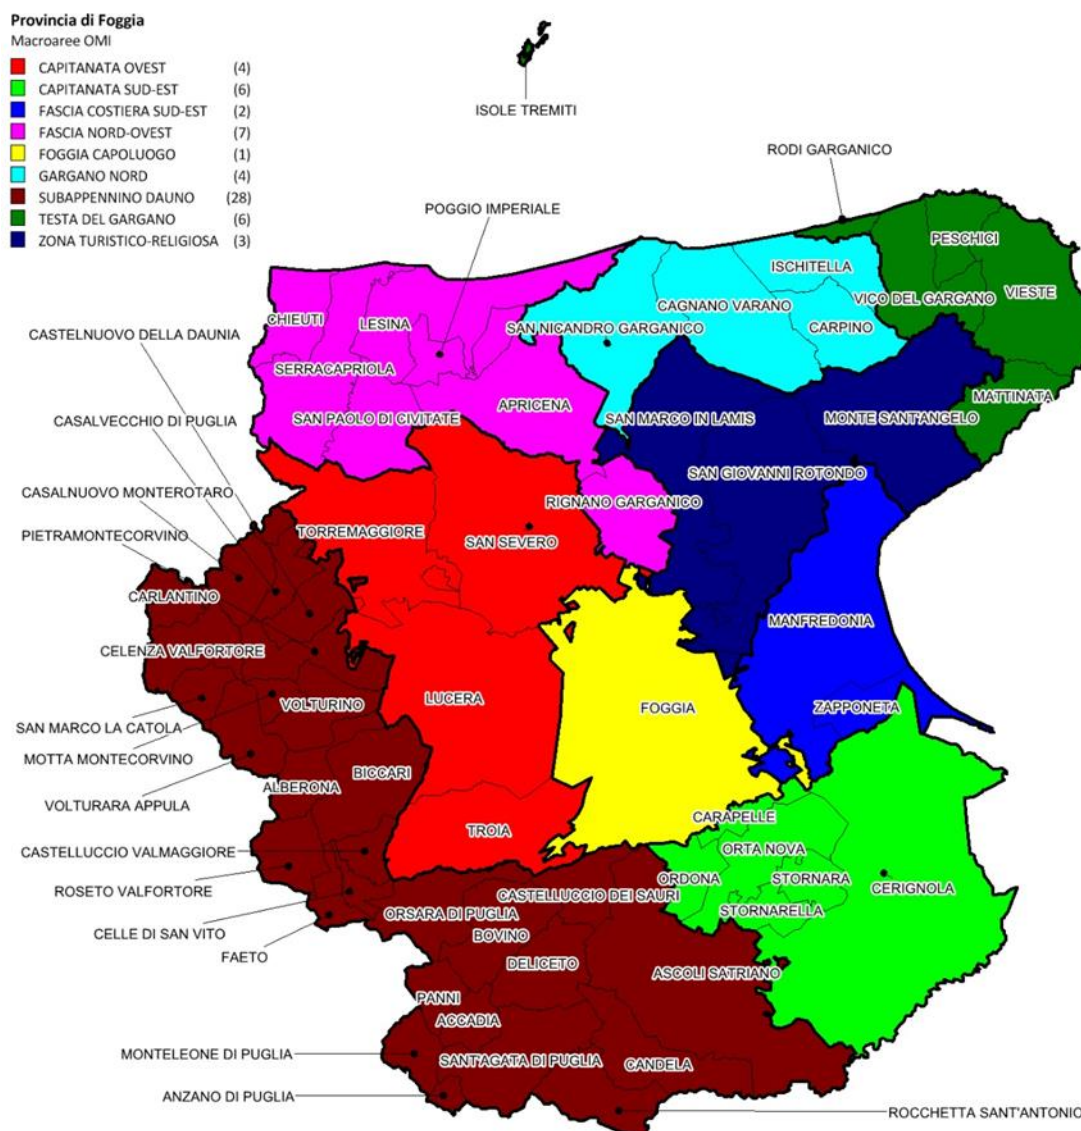 Provincia di Foggia
Macroaree OMI
CAPITANATA OVEST (4)
CAPITANATA SUD-EST (6)
FASCIA COSTIERA SUD-EST (2)
FASCIA NORD-OVEST (7)
FOGGIA CAPOLUOGO (1)
GARGANO NORD (4)
SUBAPPENNINO DAUNO (28)
TESTA DEL GARGANO (6)
ZONA TURISTICO-RELIGIOSA (3)
ISOLE TREMITI
RODI GARGANICO
POGGIO IMPERIALE
PESCHICI
ISCHITELLA
VICO DEL GARGANO
VIESTE
CAGNANO VARANO
CHIEUTI
LESINA
SAN NICANDRO GARGANICO
CARPINO
CASTELNUOVO DELLA DAUNIA
SERRACAPRIOLA
MATTINATA
CASALVECCHIO DI PUGLIA
SAN PAOLO DI CIVITATE
APRICENA
SAN MARCO IN LAMIS
MONTE SANT'ANGELO
SAN GIOVANNI ROTONDO
CASALNUOVO MONTEROTARO
RIGNANO GARGANICO
PIETRAMONTECORVINO
TORREMAGGIORE
SAN SEVERO
CARLANTINO
MANFREDONIA
CELENZA VALFORTORE
VOLTURINO
LUCERA
FOGGIA
ZAPPONETA
SAN MARCO LA CATOLA
MOTTA MONTECORVINO
BICCARI
ALBERONA
VOLTURARA APPULA
CARAPELLE
TROIA
CASTELLUCCIO VALMAGGIORE
ORTA NOVA
ORDONA
STORNARA
CERIGNOLA
ROSETO VALFORTORE
CASTELLUCCIO DEI SAURI
ORSARA DI PUGLIA
STORNARELLA
CELLE DI SAN VITO
BOVINO
FAETO
DELICETO
ASCOLI SATRIANO
PANNI
ACCADIA
MONTELEONE DI PUGLIA
SANT'AGATA DI PUGLIA
CANDELA
ANZANO DI PUGLIA
ROCCHETTA SANT'ANTONIO